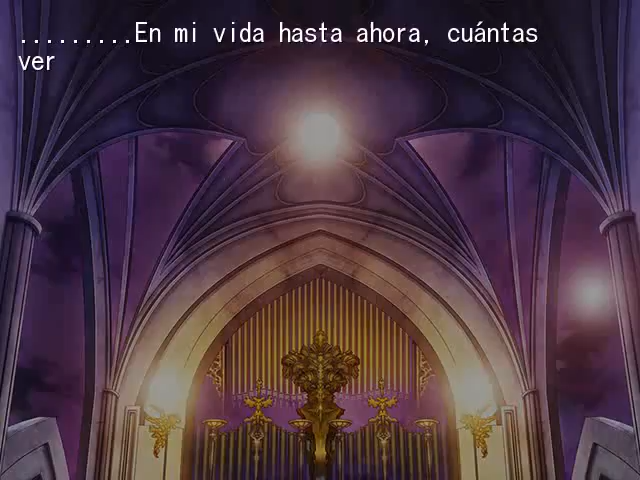 .........En mi vida hasta ahora, cuántas
ver